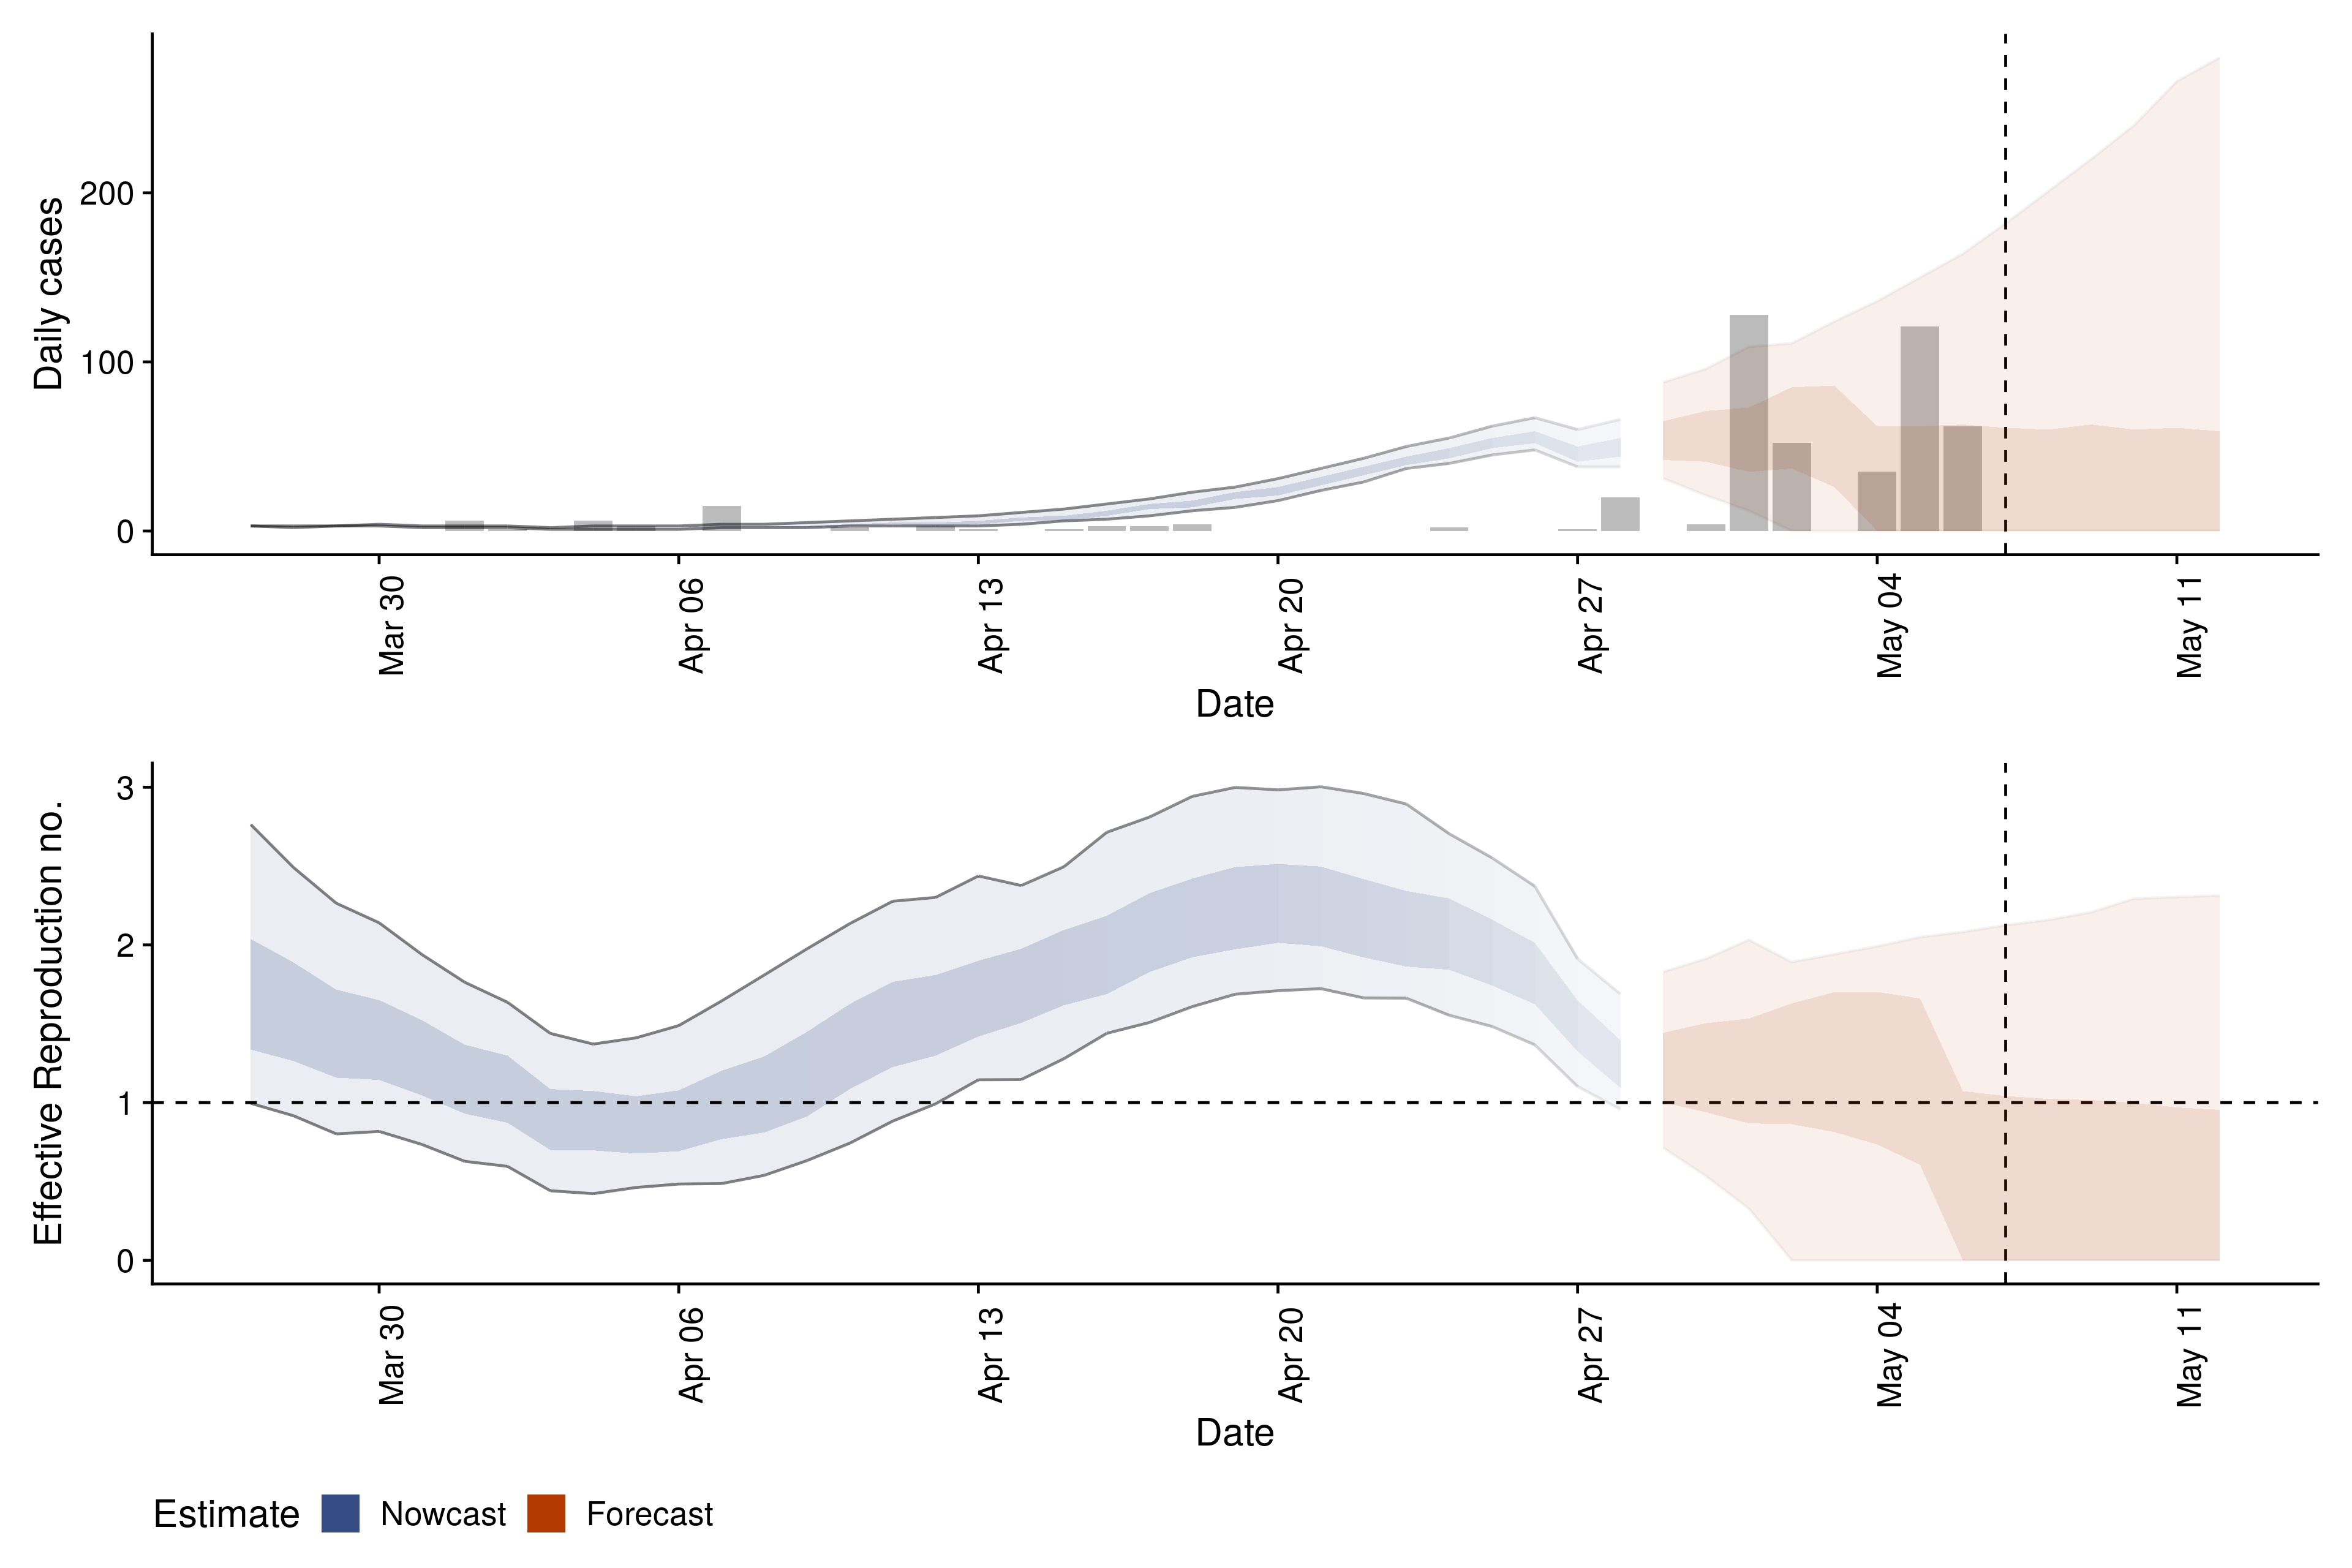 Daily cases
200
100
0
Mar 30
Apr 06
Apr 13
Apr 20
Apr 27
May 04
May 11
Date
Effective Reproduction no.
3
2
1
0
Mar 30
Apr 06
Apr 13
Apr 20
Apr 27
May 04
May 11
Date
Estimate Nowcast Forecast